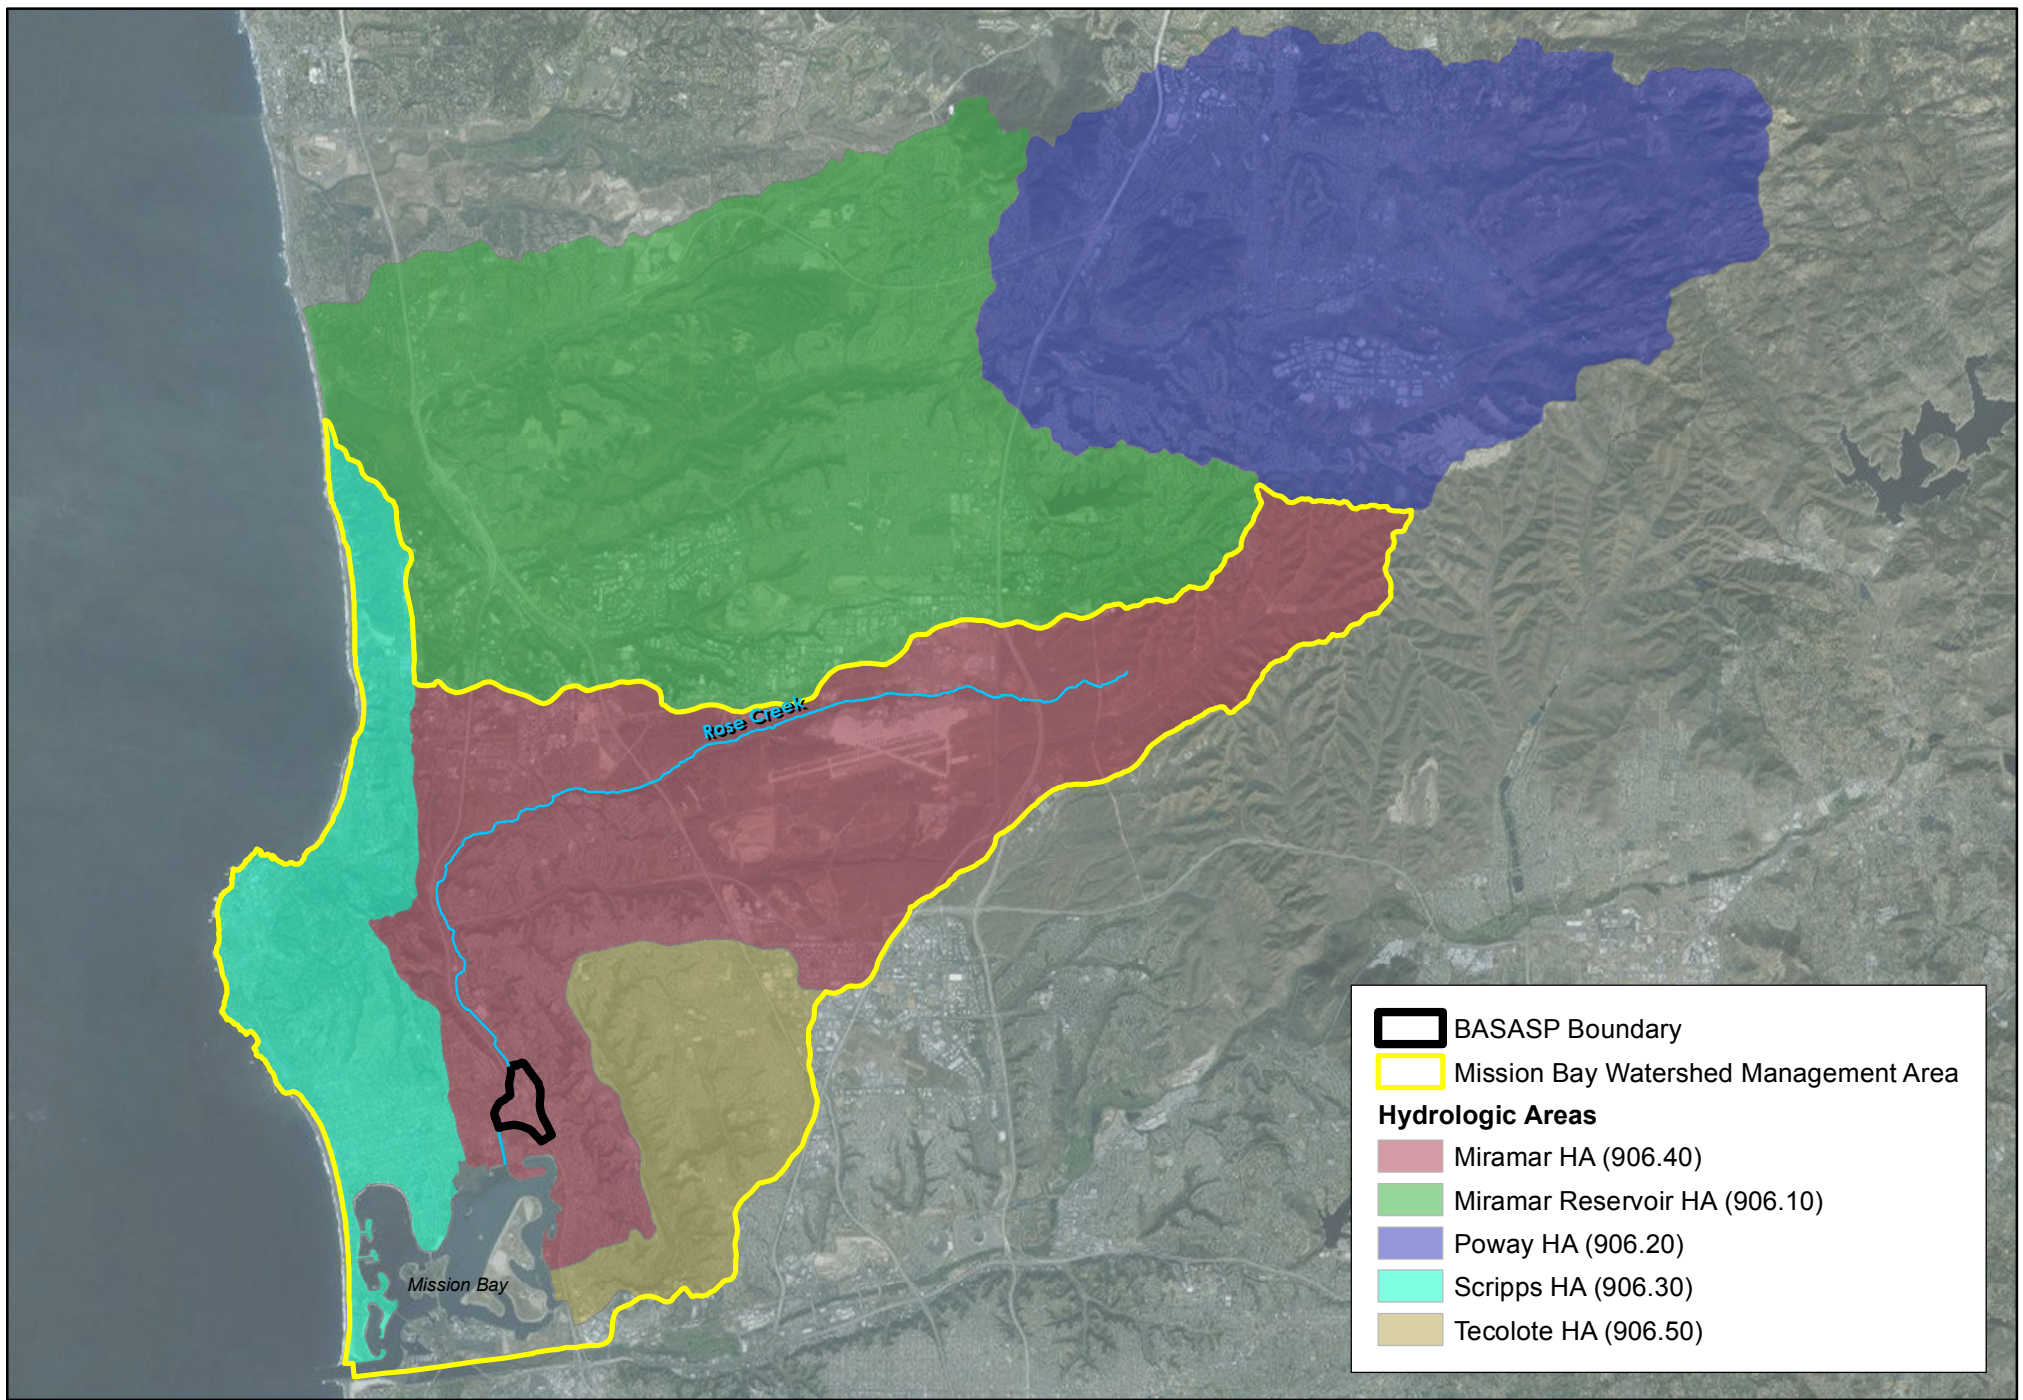 Rose Creek
Mission Bay
BASASP Boundary
Mission Bay Watershed Management Area
Hydrologic Areas
Miramar HA (906.40)
Miramar Reservoir HA (906.10)
Poway HA (906.20)
Scripps HA (906.30)
Tecolote HA (906.50)